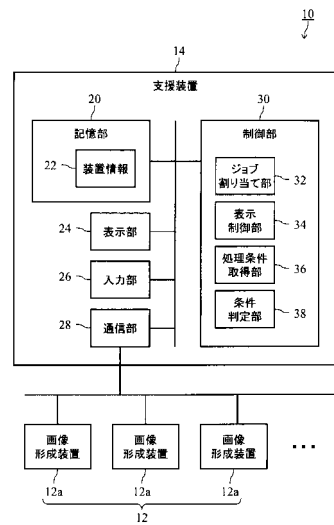 10
14
支援装置
20
記憶部
22
装置情報
24
表示部
26
入力部
28
通信部
30
制御部
ジョブ
割り当て部
32
表示
制御部
34
処理条件
取得部
36
条件
判定部
38
画像
形成装置
画像
形成装置
画像
形成装置
...
12a
12a
12a
12